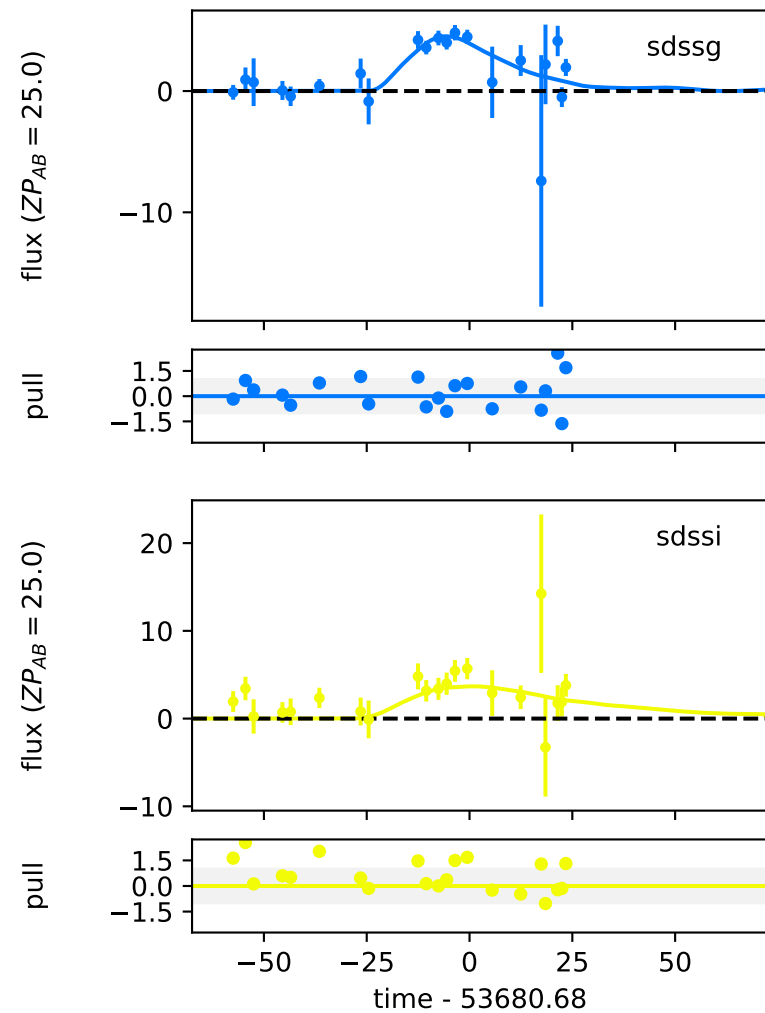 sdssg
flux (ZP_AB = 25.0)
0
−10
pull
1.5
0.0
−1.5
sdssi
flux (ZP_AB = 25.0)
20
10
0
−10
pull
1.5
0.0
−1.5
−50 −25 0 25 50
time - 53680.68